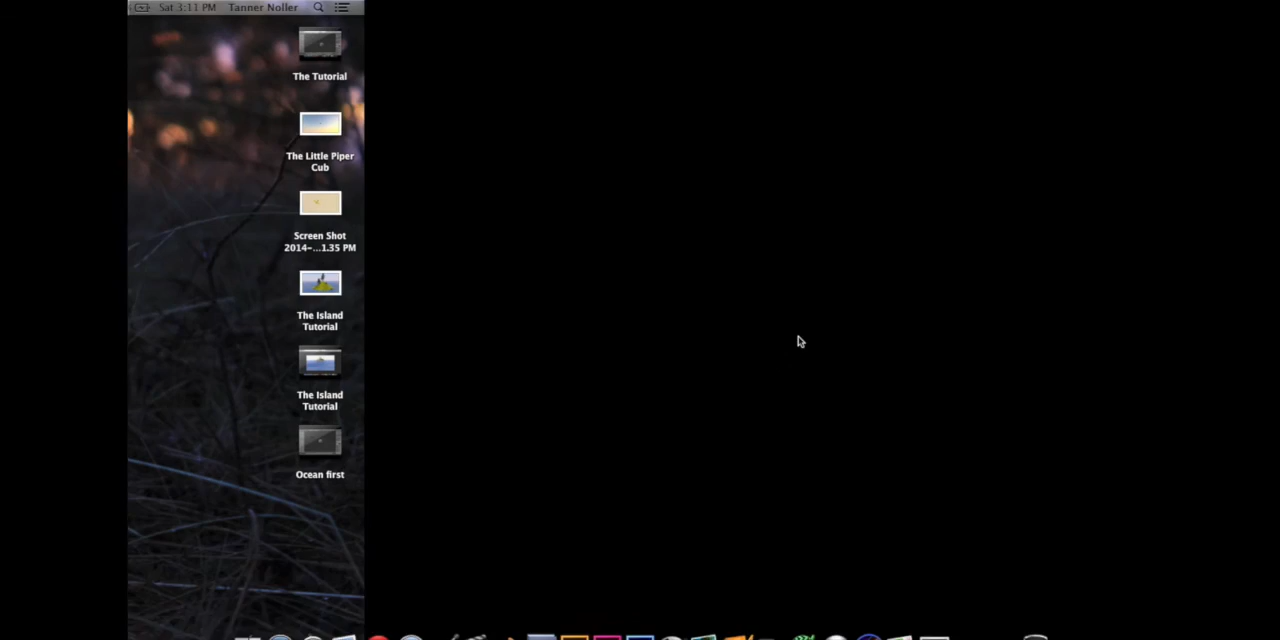 Sat 3:11 PM Tanner Noller
The Tutorial
The Little Piper
Cub
Screen Shot
2014-...1.35 PM
The Island
Tutorial
The Island
Tutorial
Ocean first